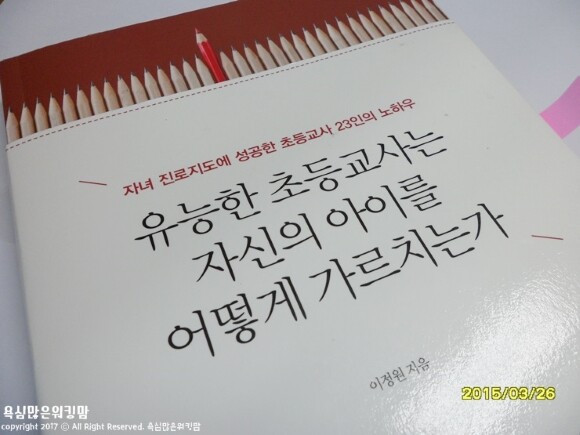 자녀 진로지도에 성공한 초등교사 23인의 노하우
유능한 초등교사는
자신의 아이를
어떻게 가르치는가
이정원 지음
2015/03/26
욕심많은워킹맘
copyright 2017 ⓒ All Right Reserved. 욕심많은워킹맘